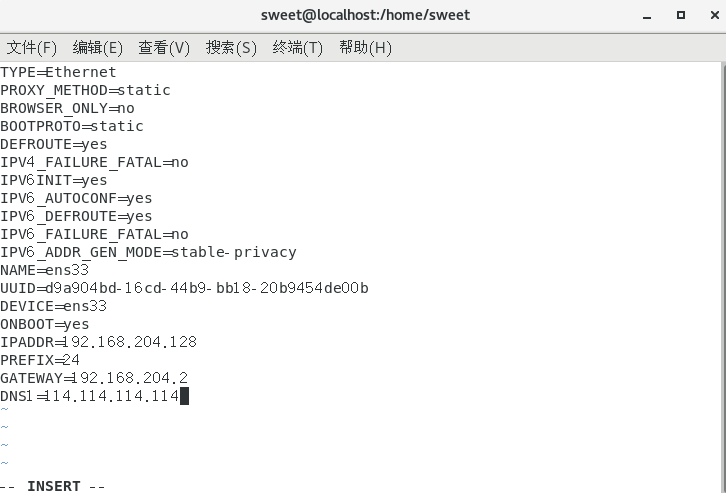 sweet@localhost:/home/sweet
文件(F) 编辑(E) 查看(V) 搜索(S) 终端(T) 帮助(H)
TYPE=Ethernet
PROXY_METHOD=static
BROWSER_ONLY=no
BOOTPROTO=static
DEFROUTE=yes
IPV4_FAILURE_FATAL=no
IPV6INIT=yes
IPV6_AUTOCONF=yes
IPV6_DEFROUTE=yes
IPV6_FAILURE_FATAL=no
IPV6_ADDR_GEN_MODE=stable-privacy
NAME=ens33
UUID=d9a904bd-16cd-44b9-bb18-20b9454de00b
DEVICE=ens33
ONBOOT=yes
IPADDR=192.168.204.128
PREFIX=24
GATEWAY=192.168.204.2
DNS1=114.114.114.114
~
~
~
~
-- INSERT --